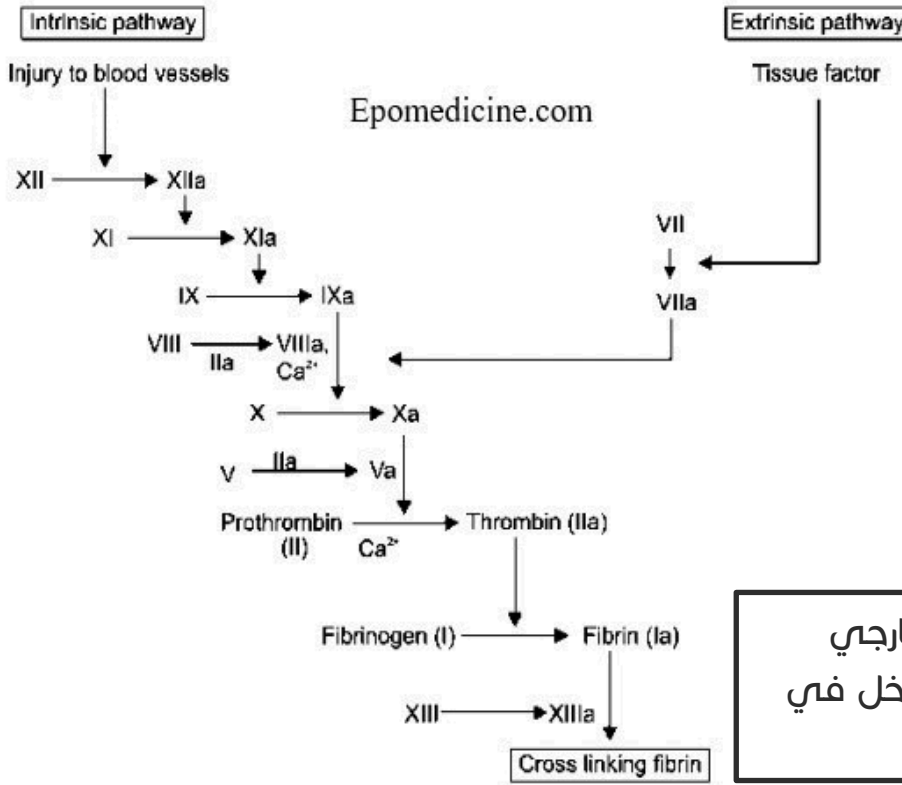 Intrinsic pathway
Extrinsic pathway
Injury to blood vessels
Tissue factor
Epomedicine.com
XII XIIa
XI XIa
VII
IX IXa
VIIa
VIII IIa VIIIa,
Ca²⁺
X Xa
V IIa Va
Prothrombin Thrombin (IIa)
(II) Ca²⁺
Fibrinogen (I) Fibrin (Ia)
XIII XIIIa
Cross linking fibrin
في